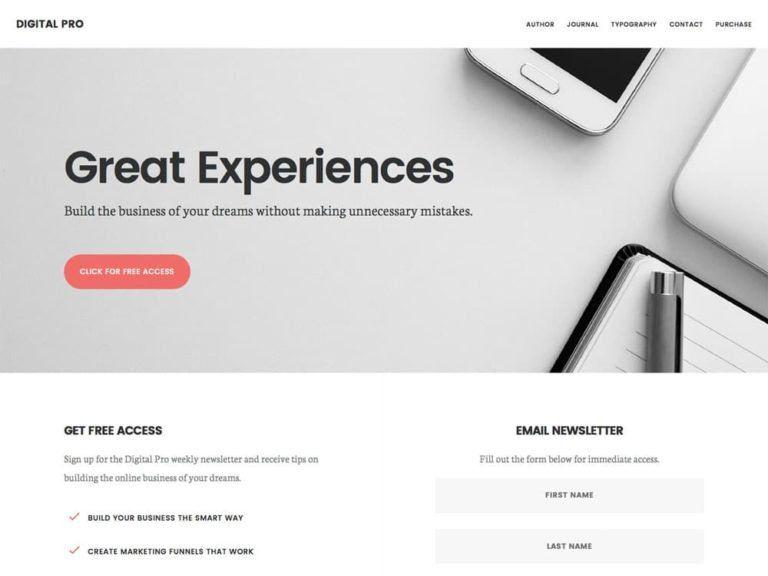 DIGITAL PRO
AUTHOR JOURNAL TYPOGRAPHY CONTACT PURCHASE
Great Experiences
Build the business of your dreams without making unnecessary mistakes.
CLICK FOR FREE ACCESS
GET FREE ACCESS
Sign up for the Digital Pro weekly newsletter and receive tips on
building the online business of your dreams.
BUILD YOUR BUSINESS THE SMART WAY
CREATE MARKETING FUNNELS THAT WORK
EMAIL NEWSLETTER
Fill out the form below for immediate access.
FIRST NAME
LAST NAME